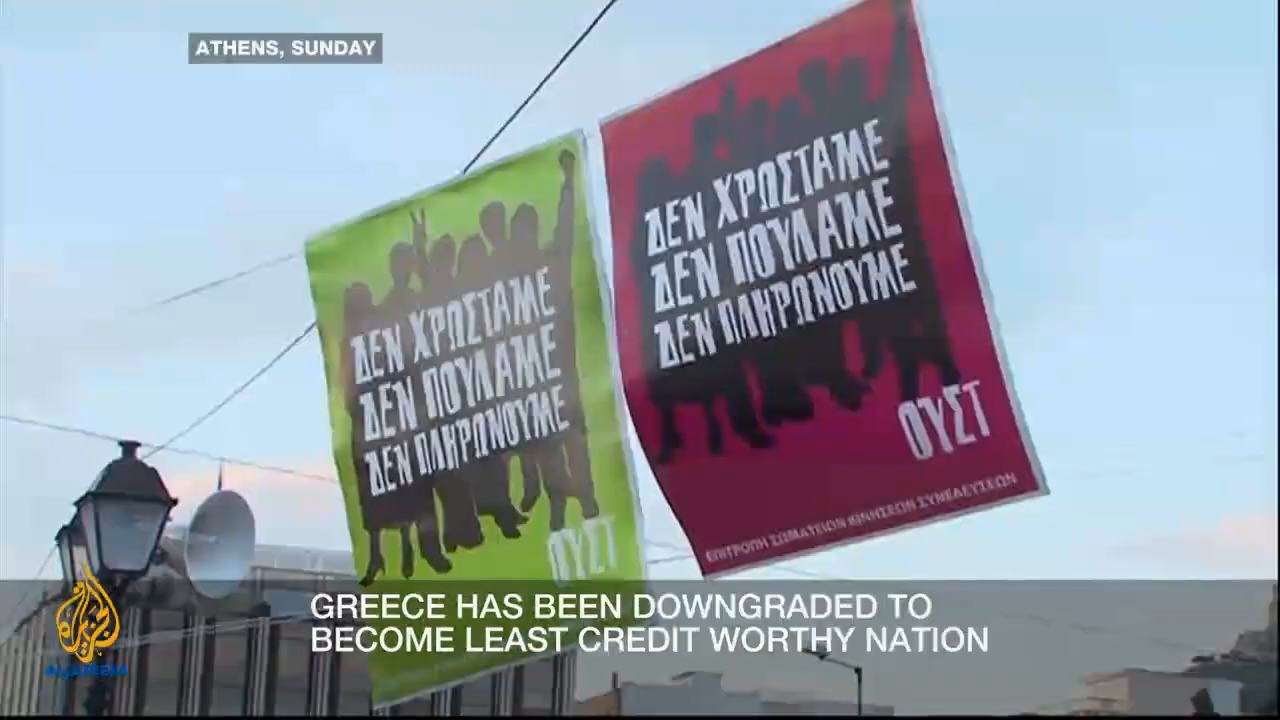 ATHENS, SUNDAY
ΔΕΝ ΧΡΩΣΤΑΜΕ
ΔΕΝ ΠΟΥΛΑΜΕ
ΔΕΝ ΠΛΗΡΩΝΟΥΜΕ
ΟΥΣΤ
ΔΕΝ ΧΡΩΣΤΑΜΕ
ΔΕΝ ΠΟΥΛΑΜΕ
ΔΕΝ ΠΛΗΡΩΝΟΥΜΕ
ΟΥΣΤ
ΕΠΙΤΡΟΠΗ ΣΩΜΑΤΕΙΩΝ ΚΙΝΗΣΕΩΝ ΣΥΝΕΛΕΥΣΕΩΝ
GREECE HAS BEEN DOWNGRADED TO
BECOME LEAST CREDIT WORTHY NATION
ALJAZEERA